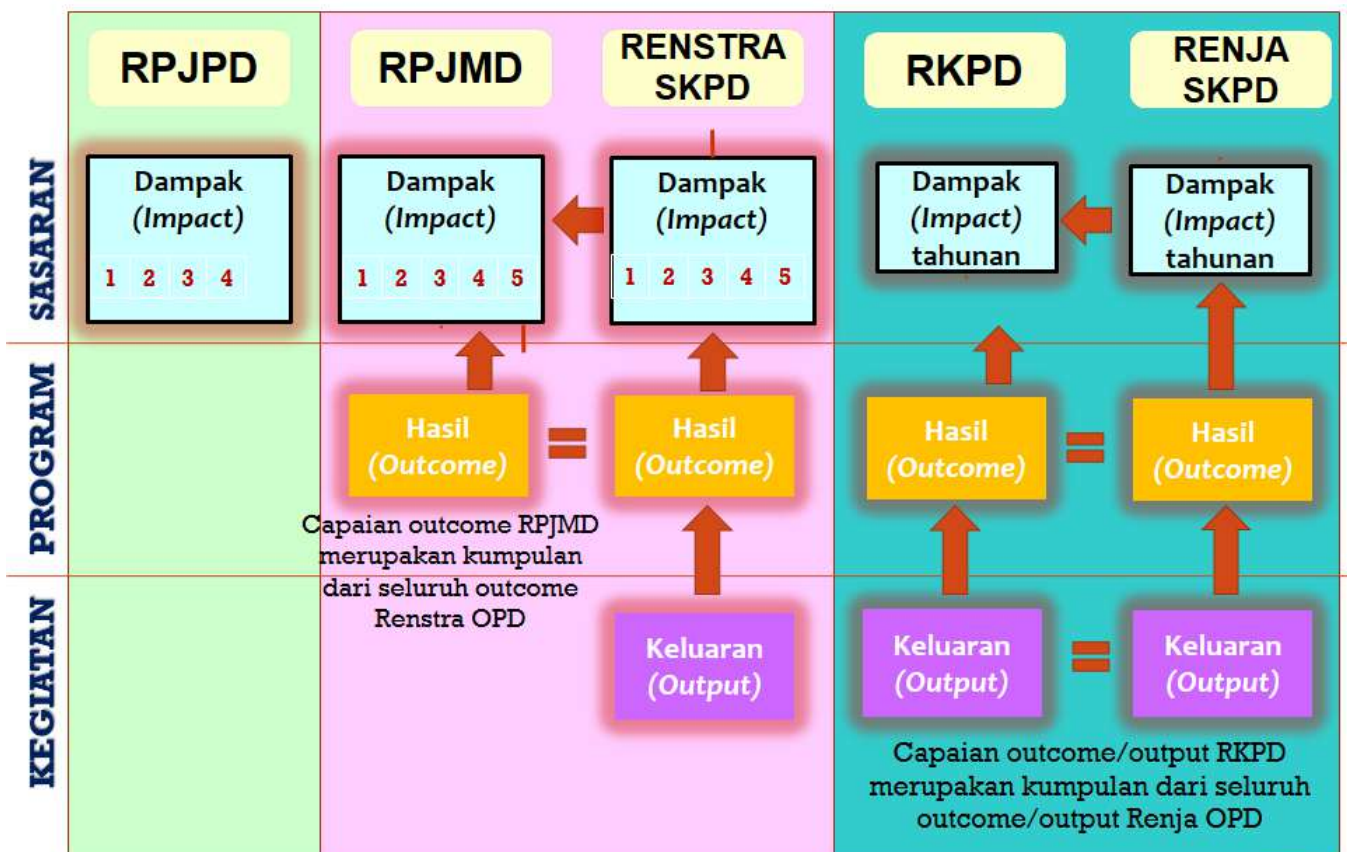 RPJPD
RPJMD
RENSTRA
SKPD
RKPD
RENJA
SKPD
SASARAN
Dampak
(Impact)
1 2 3 4
Dampak
(Impact)
1 2 3 4 5
Dampak
(Impact)
1 2 3 4 5
Dampak
(Impact)
tahunan
Dampak
(Impact)
tahunan
PROGRAM
Hasil
(Outcome)
=
Hasil
(Outcome)
Hasil
(Outcome)
=
Hasil
(Outcome)
Capaian outcome RPJMD
merupakan kumpulan
dari seluruh outcome
Renstra OPD
KEGIATAN
Keluaran
(Output)
Keluaran
(Output)
=
Keluaran
(Output)
Capaian outcome/output RKPD
merupakan kumpulan dari seluruh
outcome/output Renja OPD